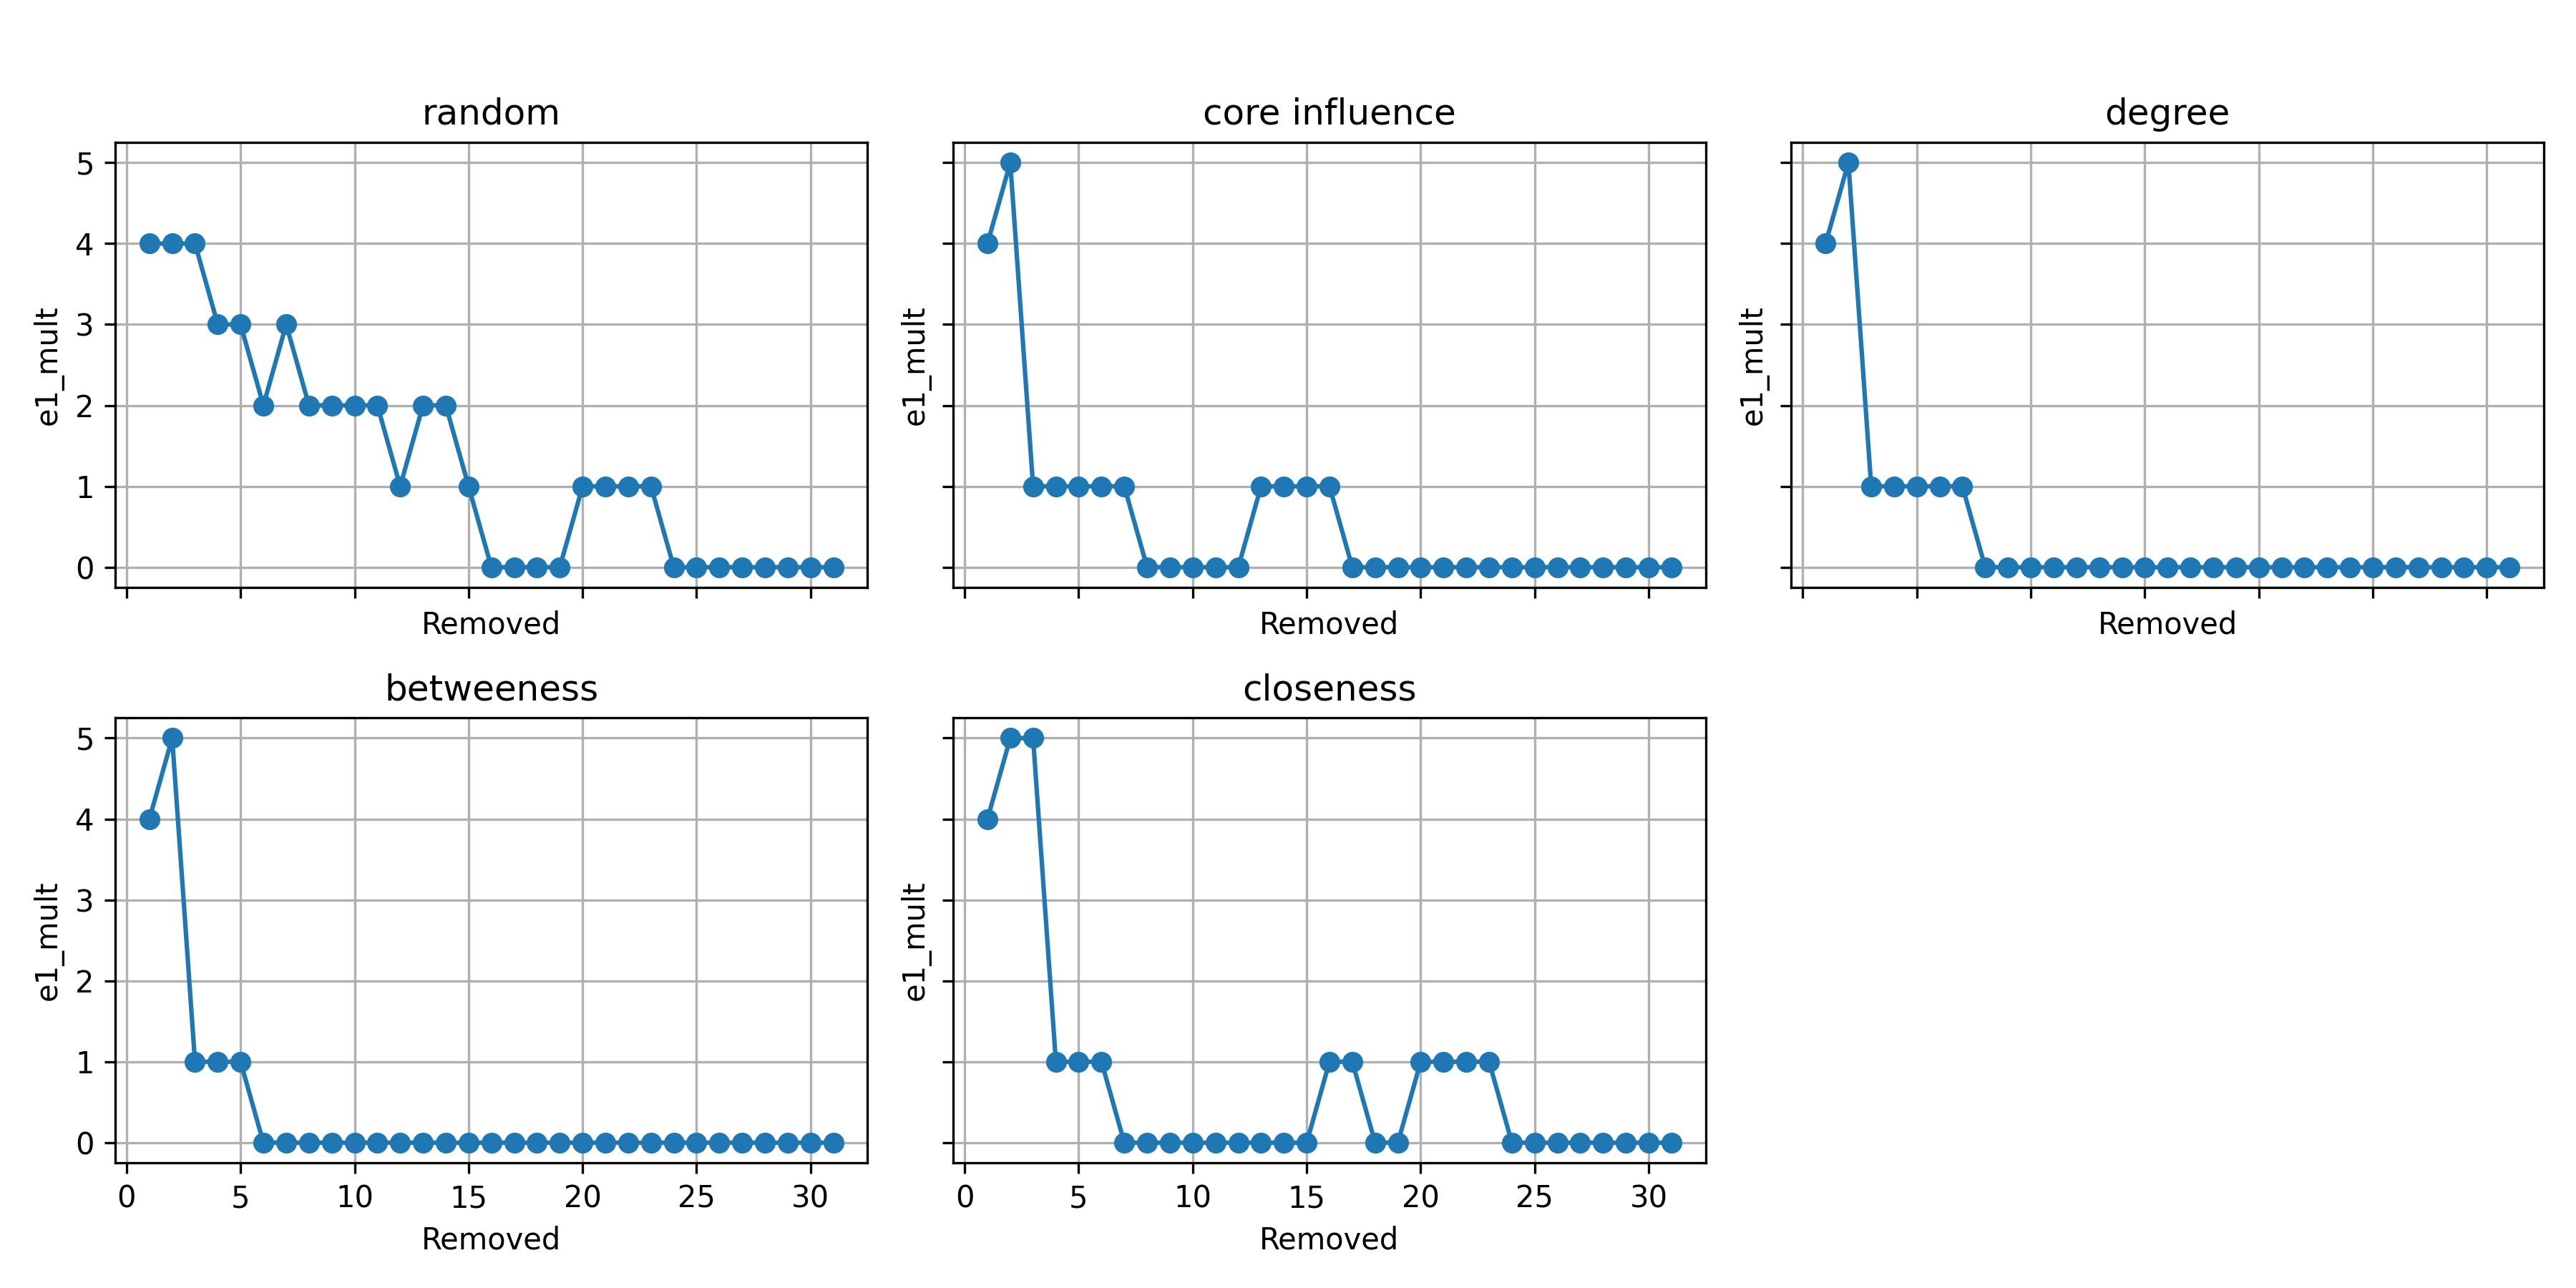 random
core influence
degree
5
4
3
2
1
0
e1_mult
e1_mult
e1_mult
Removed
Removed
Removed
betweeness
closeness
5
4
3
2
1
0
e1_mult
e1_mult
0 5 10 15 20 25 30
0 5 10 15 20 25 30
Removed
Removed